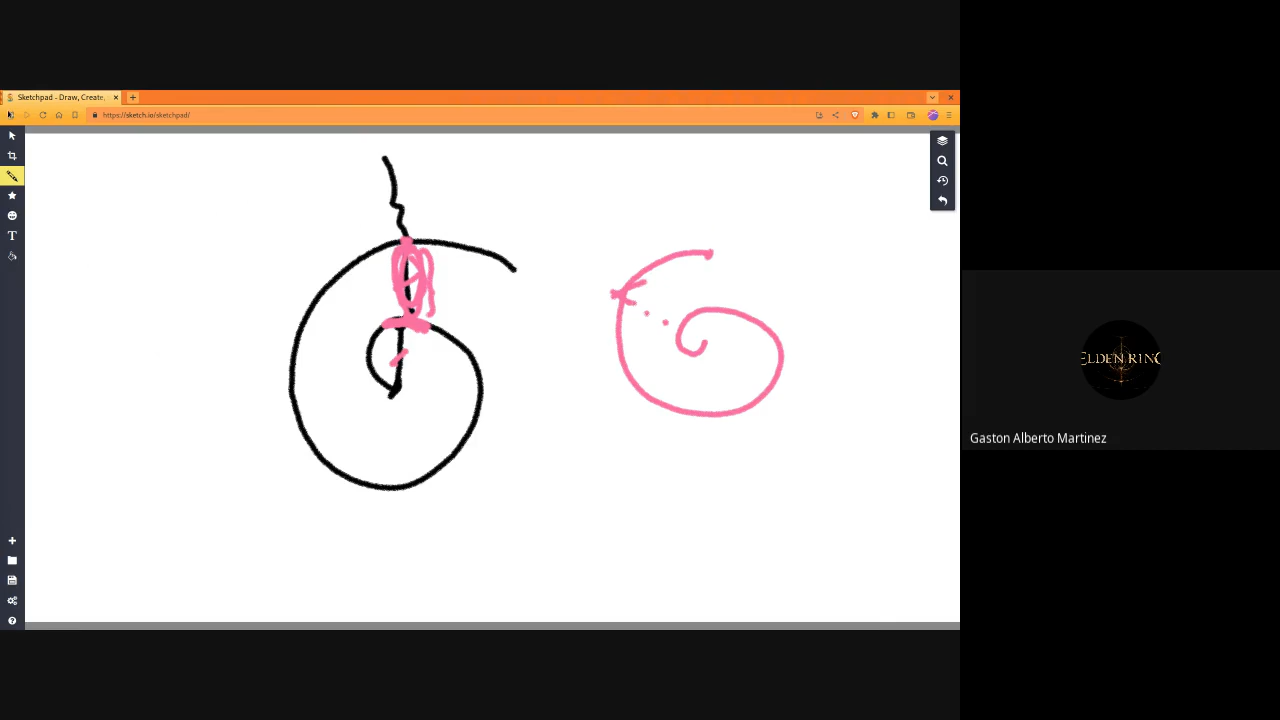 Sketchpad - Draw, Create,
https://sketch.io/sketchpad/
T
ELDEN RING
Gaston Alberto Martinez